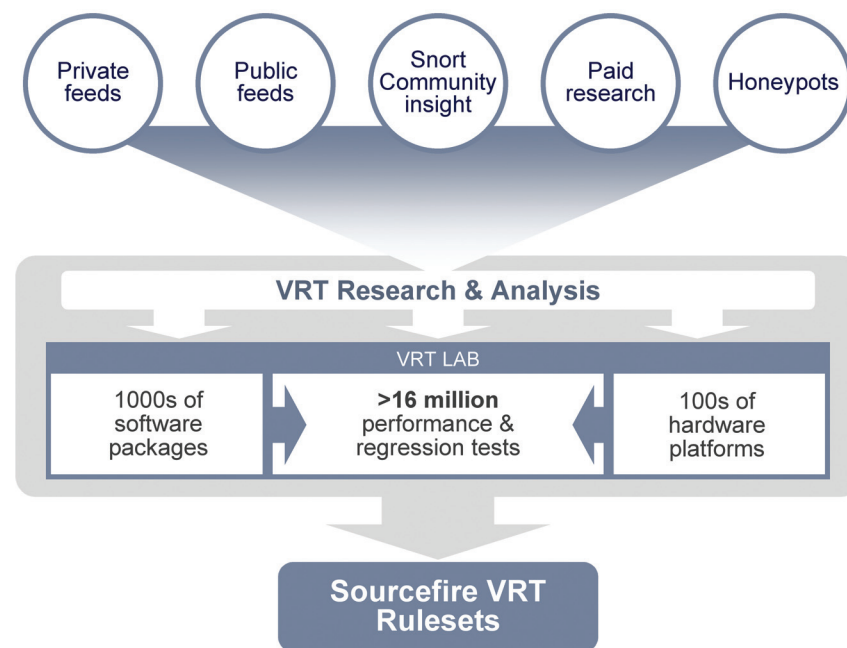 Private
feeds
Public
feeds
Snort
Community
insight
Paid
research
Honeypots
VRT Research & Analysis
VRT LAB
1000s of
software
packages
>16 million
performance &
regression tests
100s of
hardware
platforms
Sourcefire VRT
Rulesets